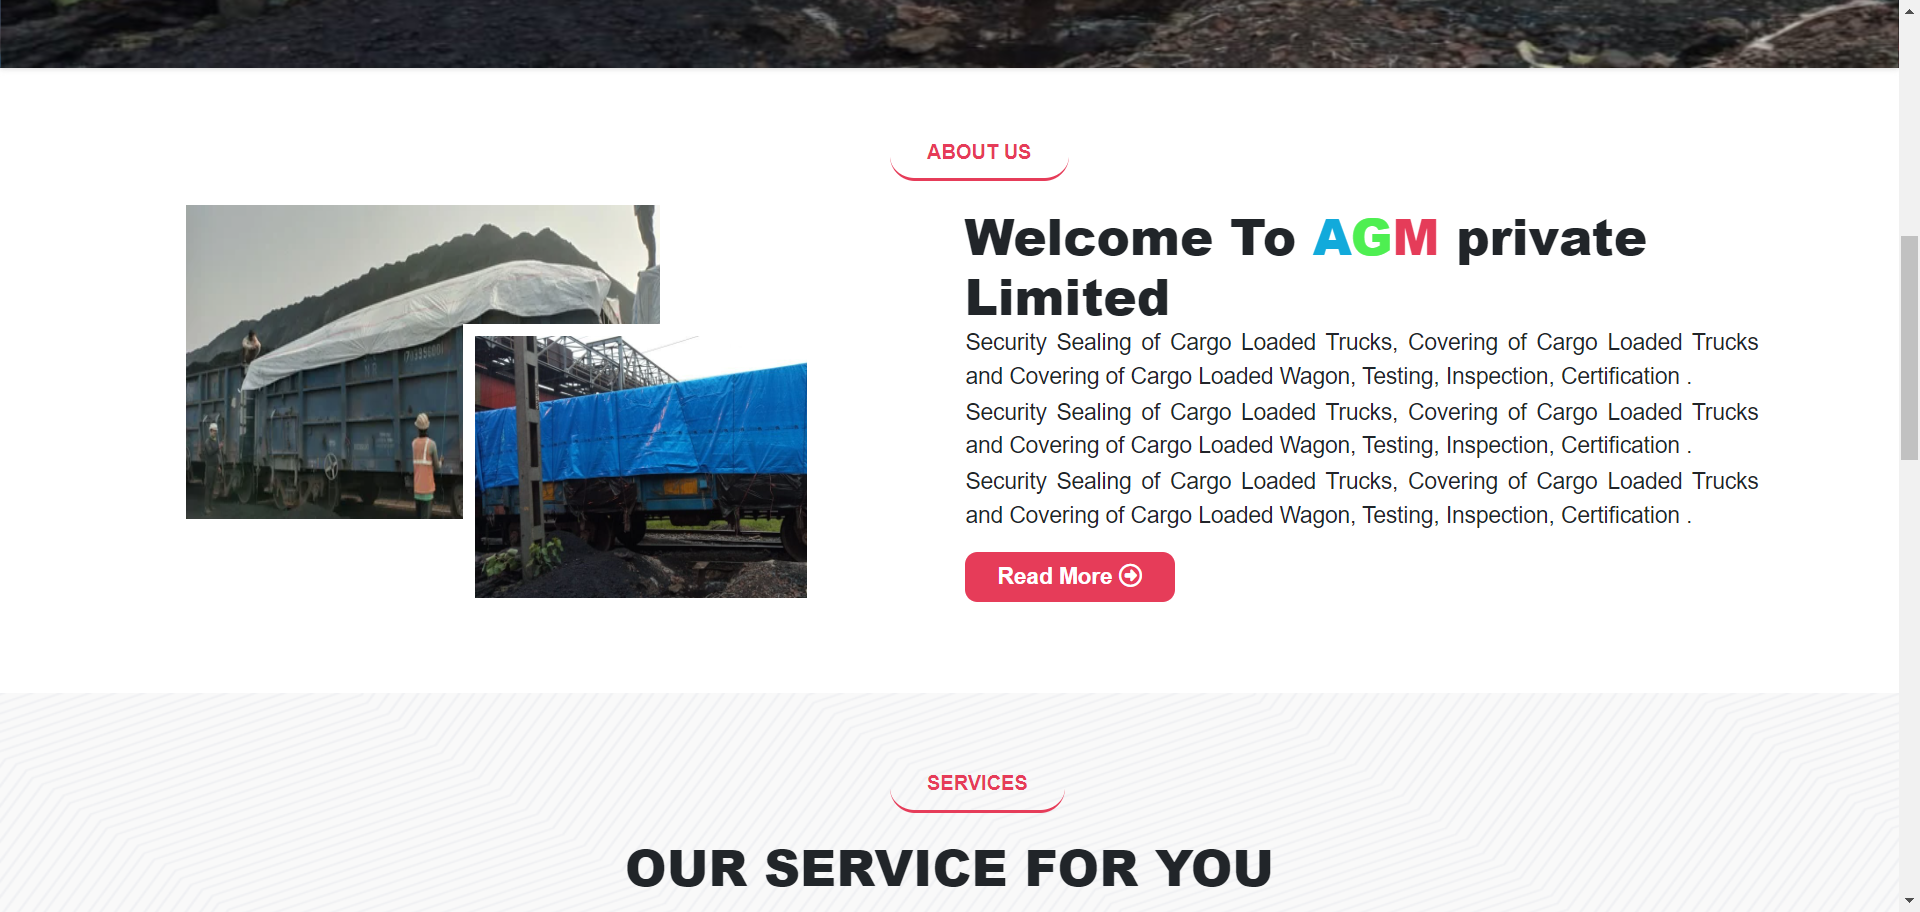 ABOUT US
Welcome To AGM private
Limited
Security Sealing of Cargo Loaded Trucks, Covering of Cargo Loaded Trucks
and Covering of Cargo Loaded Wagon, Testing, Inspection, Certification .
Security Sealing of Cargo Loaded Trucks, Covering of Cargo Loaded Trucks
and Covering of Cargo Loaded Wagon, Testing, Inspection, Certification .
Security Sealing of Cargo Loaded Trucks, Covering of Cargo Loaded Trucks
and Covering of Cargo Loaded Wagon, Testing, Inspection, Certification .
Read More
SERVICES
OUR SERVICE FOR YOU